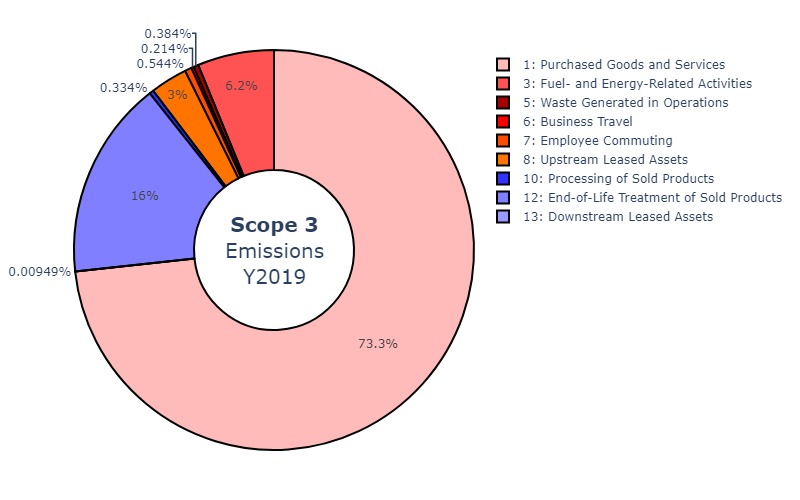 0.384%
0.214%
0.544%
0.334%
3%
6.2%
16%
0.00949%
73.3%
Scope 3
Emissions
Y2019
1: Purchased Goods and Services
3: Fuel- and Energy-Related Activities
5: Waste Generated in Operations
6: Business Travel
7: Employee Commuting
8: Upstream Leased Assets
10: Processing of Sold Products
12: End-of-Life Treatment of Sold Products
13: Downstream Leased Assets